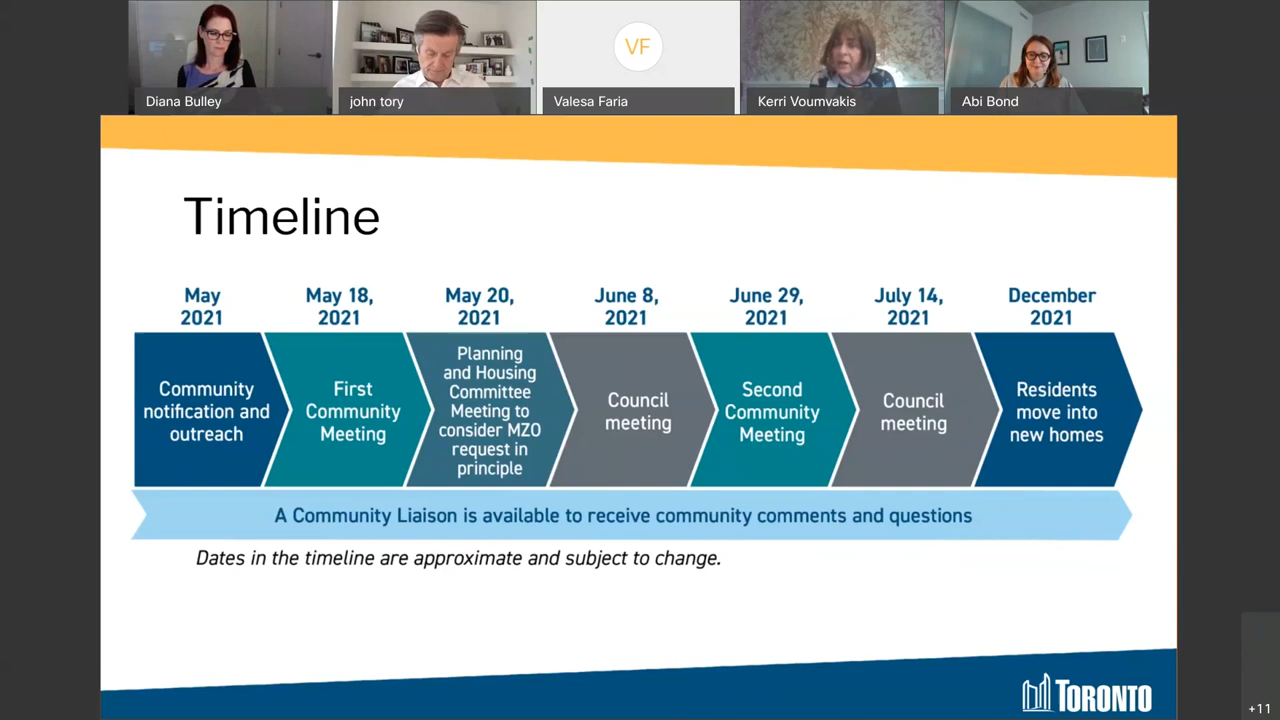 VF
Diana Bulley
john tory
Valesa Faria
Kerri Voumvakis
Abi Bond
Timeline
May
2021
May 18,
2021
May 20,
2021
June 8,
2021
June 29,
2021
July 14,
2021
December
2021
Community
notification and
outreach
First
Community
Meeting
Planning
and Housing
Committee
Meeting to
consider MZO
request in
principle
Council
meeting
Second
Community
Meeting
Council
meeting
Residents
move into
new homes
A Community Liaison is available to receive community comments and questions
Dates in the timeline are approximate and subject to change.
TORONTO
+11